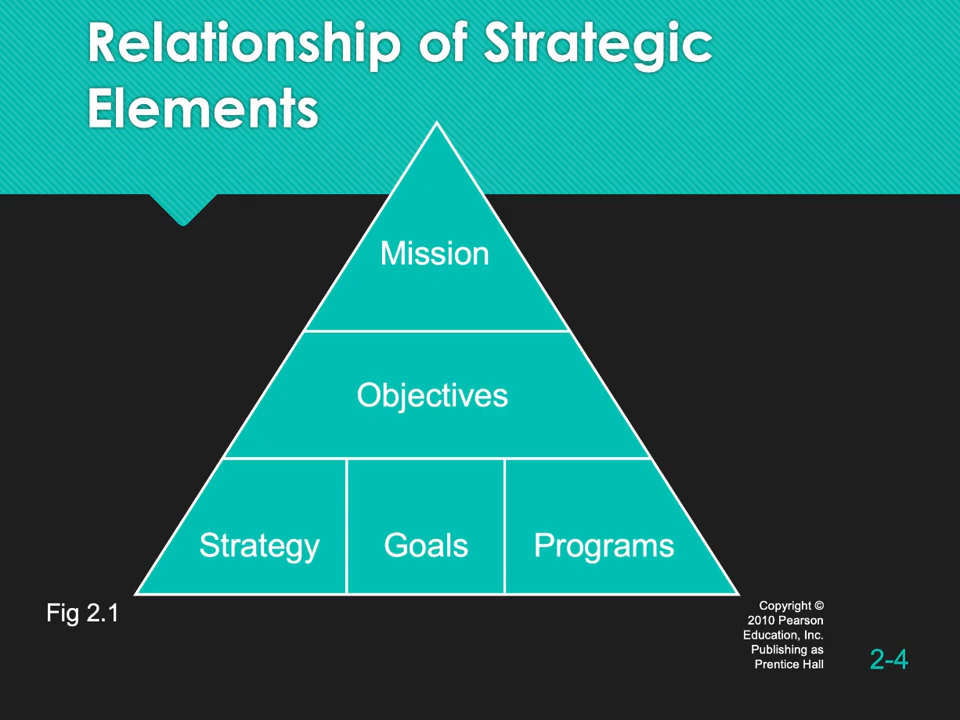 Relationship of Strategic
Elements
Mission
Objectives
Strategy
Goals
Programs
Fig 2.1
Copyright ©
2010 Pearson
Education, Inc.
Publishing as
Prentice Hall
2-4